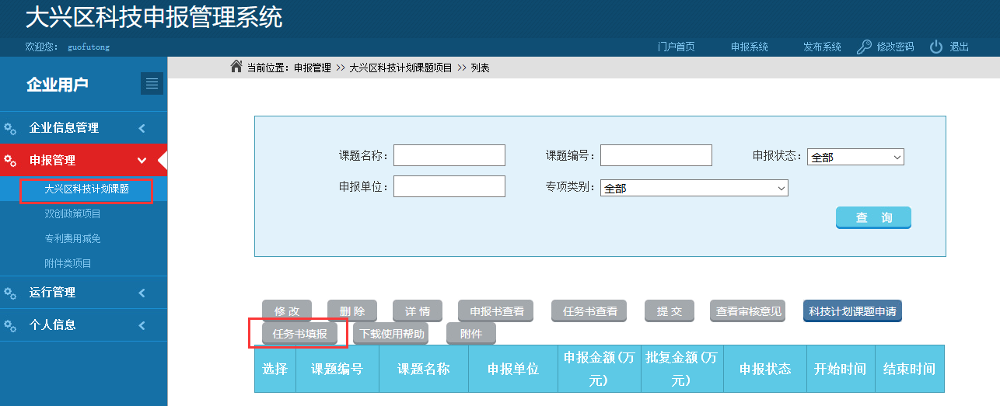 大兴区科技申报管理系统
欢迎您： guofutong
门户首页 申报系统 发布系统 修改密码 退出
企业用户
当前位置：申报管理 >> 大兴区科技计划课题项目 >> 列表
企业信息管理
申报管理
大兴区科技计划课题
双创政策项目
专利费用减免
附件类项目
运行管理
个人信息
课题名称： 课题编号： 申报状态： 全部
申报单位： 专项类别： 全部
查 询
修 改 删 除 详 情 申报书查看 任务书查看 提 交 查看审核意见 科技计划课题申请
任务书填报 下载使用帮助 附件
选择 课题编号 课题名称 申报单位 申报金额(万元) 批复金额(万元) 申报状态 开始时间 结束时间